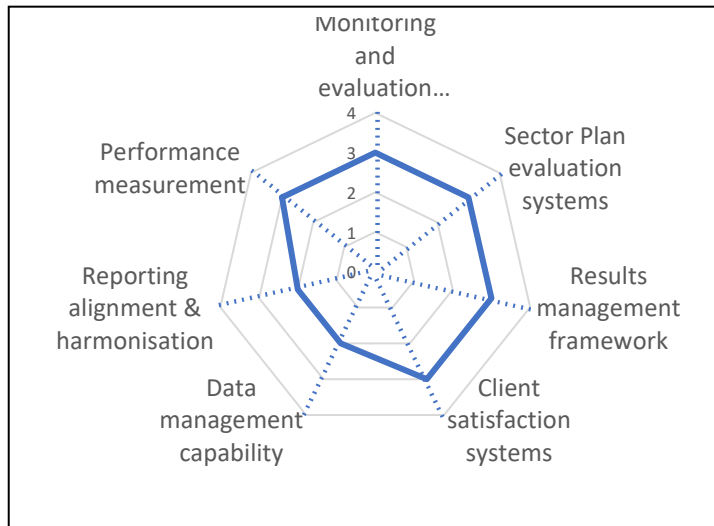 Monitoring
and
evaluation...
Sector Plan
evaluation
systems
Results
management
framework
Client
satisfaction
systems
Data
management
capability
Reporting
alignment &
harmonisation
Performance
measurement
4
3
2
1
0